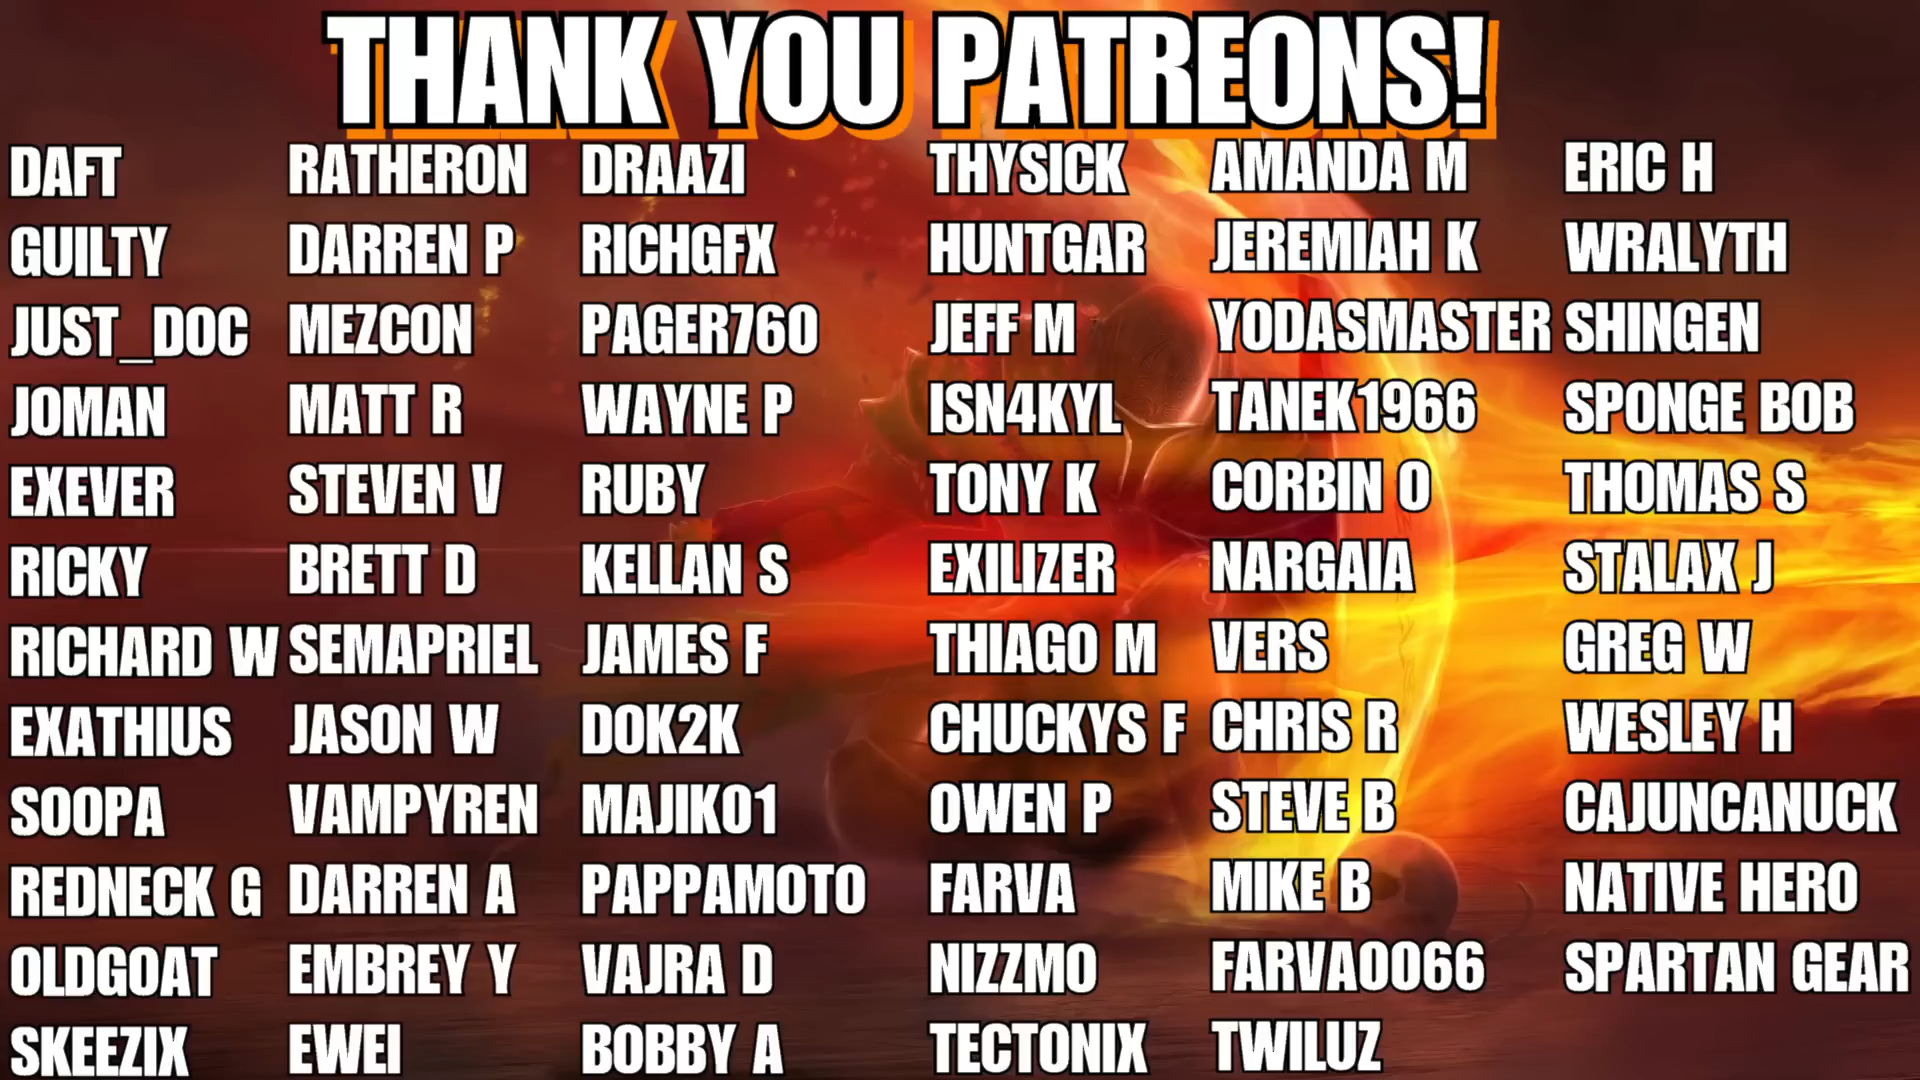 THANK YOU PATREONS!
DAFT
GUILTY
JUST_DOC
JOMAN
EXEVER
RICKY
RICHARD W
EXATHIUS
SOOPA
REDNECK G
OLDGOAT
SKEEZIX
RATHERON
DARREN P
MEZCON
MATT R
STEVEN V
BRETT D
SEMAPRIEL
JASON W
VAMPYREN
DARREN A
EMBREY Y
EWEI
DRAAZI
RICHGFX
PAGER760
WAYNE P
RUBY
KELLAN S
JAMES F
DOK2K
MAJIK01
PAPPAMOTO
VAJRA D
BOBBY A
THYSICK
HUNTGAR
JEFF M
ISN4KYL
TONY K
EXILIZER
THIAGO M
CHUCKYS F
OWEN P
FARVA
NIZZMO
TECTONIX
AMANDA M
JEREMIAH K
YODASMASTER
TANEK1966
CORBIN O
NARGAIA
VERS
CHRIS R
STEVE B
MIKE B
FARVA0066
TWILUZ
ERIC H
WRALYTH
SHINGEN
SPONGE BOB
THOMAS S
STALAX J
GREG W
WESLEY H
CAJUNCANUCK
NATIVE HERO
SPARTAN GEAR